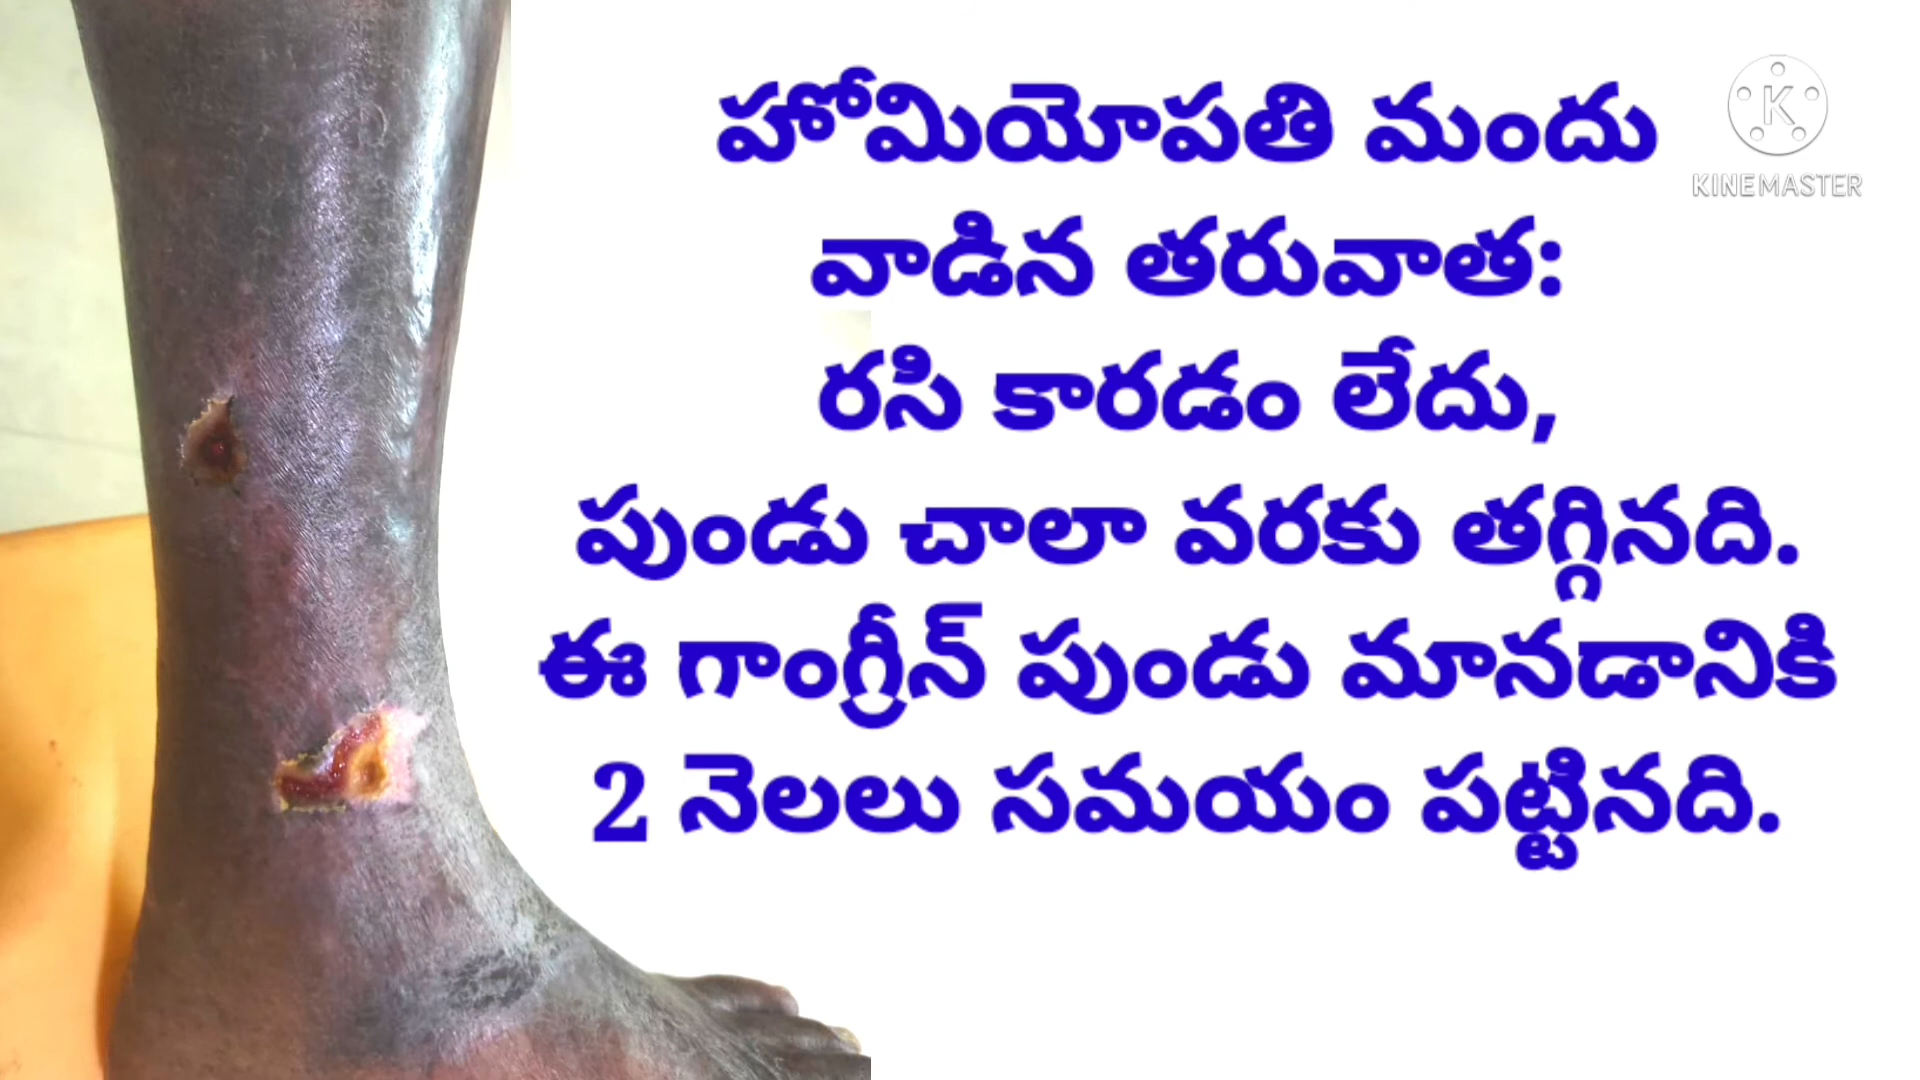 హోమియోపతి మందు
వాడిన తరువాత:
రసి కారడం లేదు,
పుండు చాలా వరకు తగ్గినది.
ఈ గాంగ్రీన్ పుండు మానడానికి
2 నెలలు సమయం పట్టినది.
K
KINEMASTER